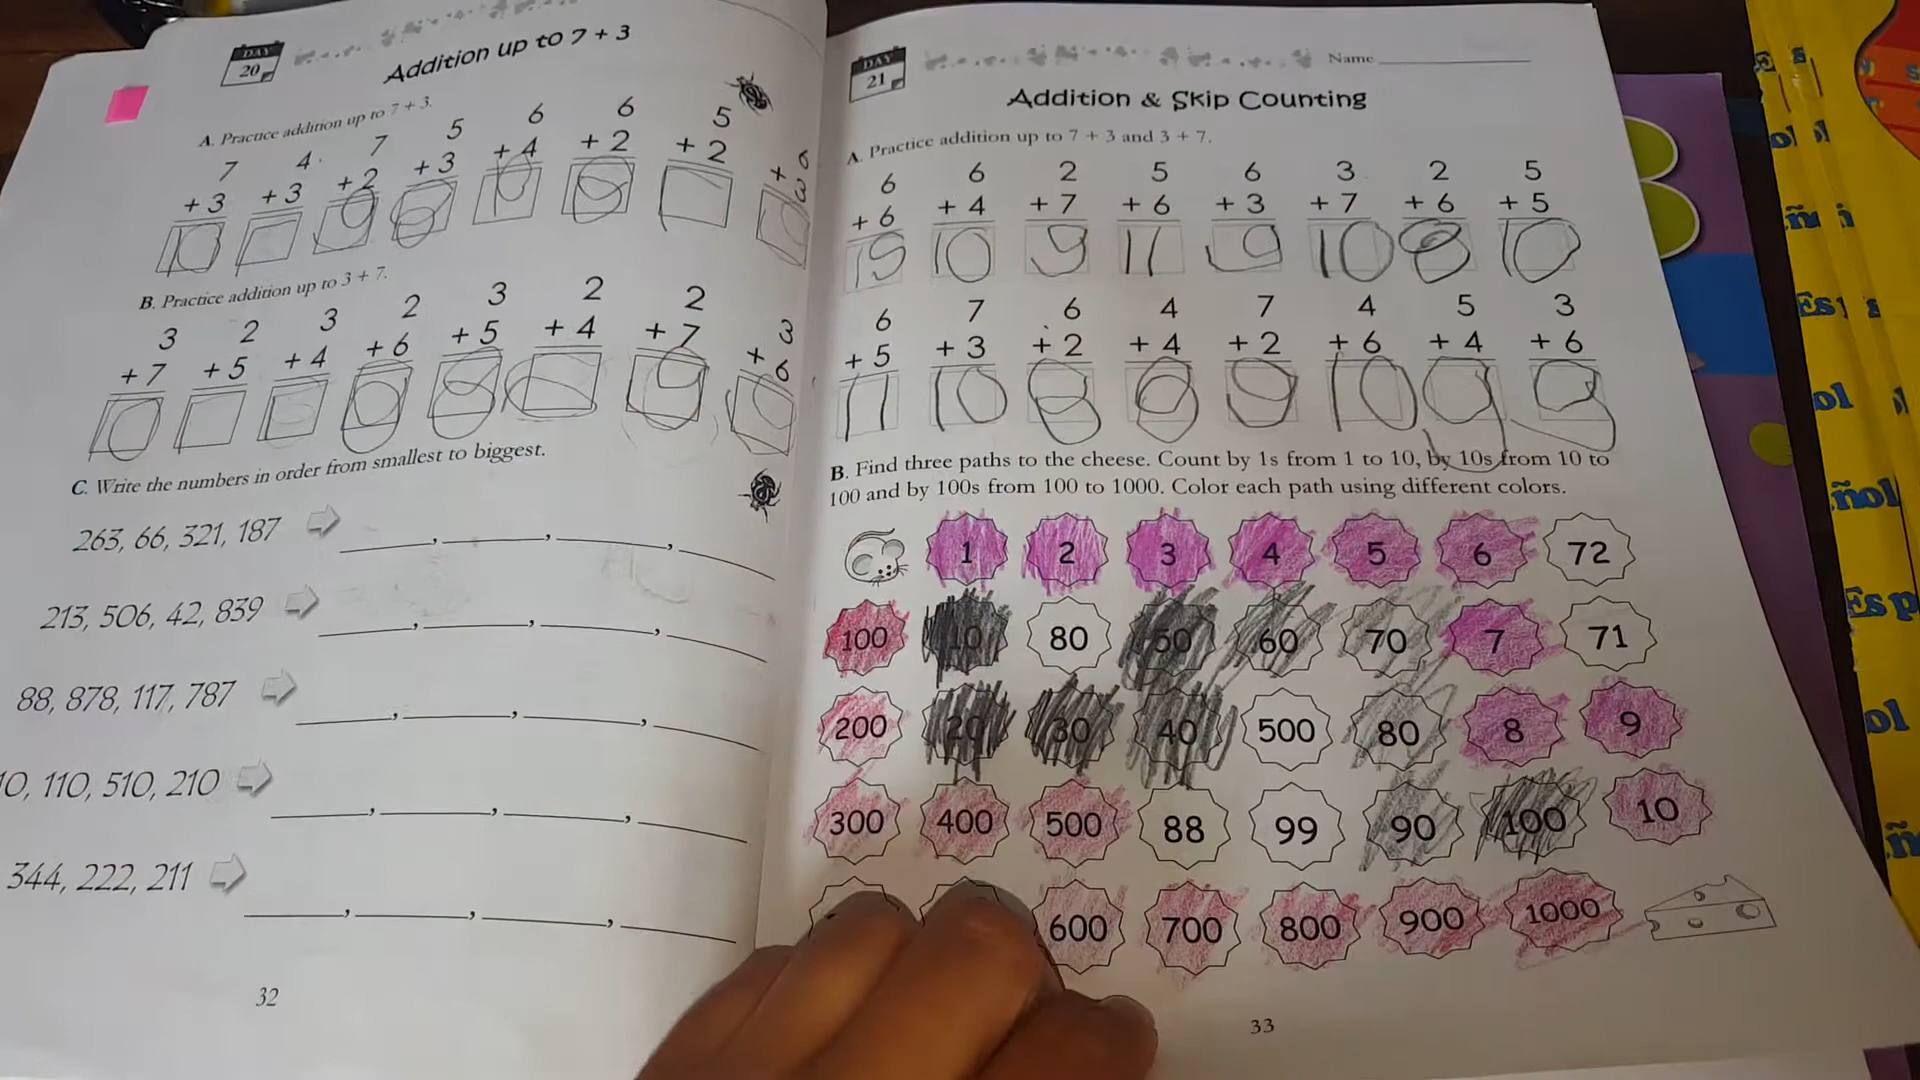 DAY
20
Addition up to 7 + 3
A. Practice addition up to 7 + 3.
7 4 7 5 6 6 5 6
+ 3 + 3 + 2 + 3 + 4 + 2 + 2 + 3
B. Practice addition up to 3 + 7.
3 2 3 2 3 2 2 3
+ 7 + 5 + 4 + 6 + 5 + 4 + 7 + 6
C. Write the numbers in order from smallest to biggest.
263, 66, 321, 187
213, 506, 42, 839
88, 878, 117, 787
10, 110, 510, 210
344, 222, 211
32
DAY
21
Name
Addition & Skip Counting
A. Practice addition up to 7 + 3 and 3 + 7.
6 6 2 5 6 3 2 5
+ 6 + 4 + 7 + 6 + 3 + 7 + 6 + 5
10 9 11 9 10 8 10
6 7 6 4 7 4 5 3
+ 5 + 3 + 2 + 4 + 2 + 6 + 4 + 6
11 10 8 8 9 10 9 9
B. Find three paths to the cheese. Count by 1s from 1 to 10, by 10s from 10 to
100 and by 100s from 100 to 1000. Color each path using different colors.
1 2 3 4 5 6 72
100 10 80 50 60 70 7 71
200 20 30 40 500 80 8 9
300 400 500 88 99 90 100 10
600 700 800 900 1000
33